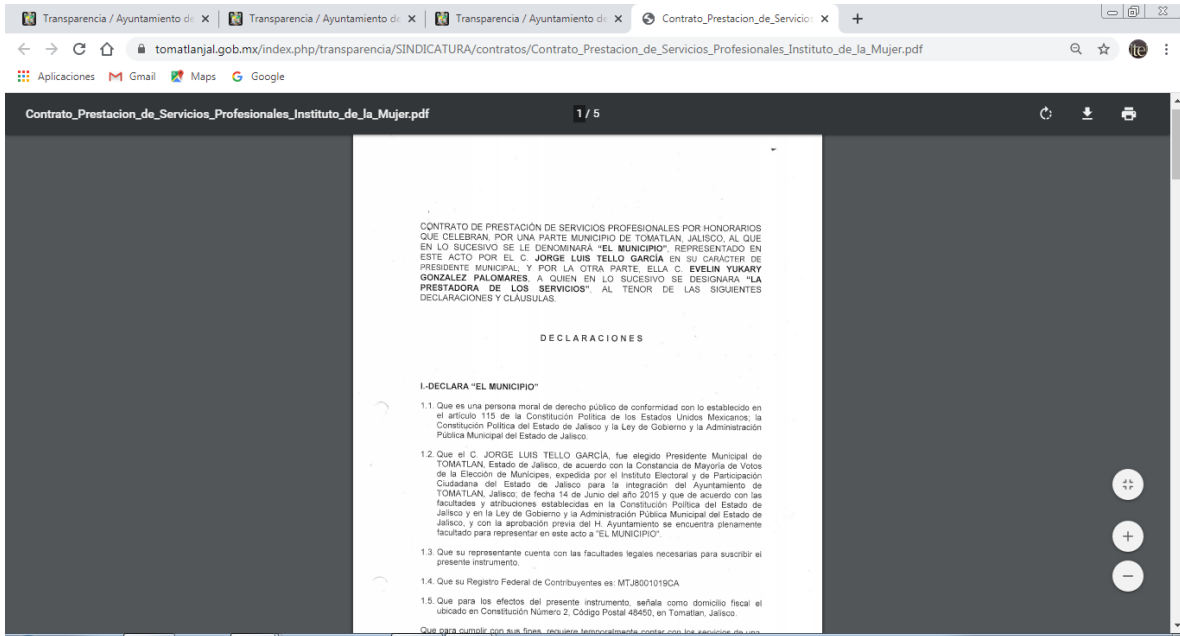 Transparencia / Ayuntamiento de
Transparencia / Ayuntamiento de
Transparencia / Ayuntamiento de
Contrato_Prestacion_de_Servicios
tomatlanjal.gob.mx/index.php/transparencia/SINDICATURA/contratos/Contrato_Prestacion_de_Servicios_Profesionales_Instituto_de_la_Mujer.pdf
Aplicaciones Gmail Maps Google
Contrato_Prestacion_de_Servicios_Profesionales_Instituto_de_la_Mujer.pdf 1 / 5
CONTRATO DE PRESTACIÓN DE SERVICIOS PROFESIONALES POR HONORARIOS
QUE CELEBRAN, POR UNA PARTE MUNICIPIO DE TOMATLAN, JALISCO, AL QUE
EN LO SUCESIVO SE LE DENOMINARÁ "EL MUNICIPIO", REPRESENTADO EN
ESTE ACTO POR EL C. JORGE LUIS TELLO GARCÍA EN SU CARÁCTER DE
PRESIDENTE MUNICIPAL; Y POR LA OTRA PARTE, ELLA C. EVELIN YUKARY
GONZALEZ PALOMARES, A QUIEN EN LO SUCESIVO SE DESIGNARA "LA
PRESTADORA DE LOS SERVICIOS", AL TENOR DE LAS SIGUIENTES
DECLARACIONES Y CLÁUSULAS.
D E C L A R A C I O N E S
I.-DECLARA "EL MUNICIPIO"
1.1. Que es una persona moral de derecho público de conformidad con lo establecido en
el artículo 115 de la Constitución Política de los Estados Unidos Mexicanos; la
Constitución Política del Estado de Jalisco y la Ley de Gobierno y la Administración
Pública Municipal del Estado de Jalisco.
1.2. Que el C. JORGE LUIS TELLO GARCÍA, fue elegido Presidente Municipal de
TOMATLAN, Estado de Jalisco, de acuerdo con la Constancia de Mayoría de Votos
de la Elección de Munícipes, expedida por el Instituto Electoral y de Participación
Ciudadana del Estado de Jalisco para la integración del Ayuntamiento de
TOMATLAN, Jalisco; de fecha 14 de Junio del año 2015 y que de acuerdo con las
facultades y atribuciones establecidas en la Constitución Política del Estado de
Jalisco y en la Ley de Gobierno y la Administración Pública Municipal del Estado de
Jalisco, y con la aprobación previa del H. Ayuntamiento se encuentra plenamente
facultado para representar en este acto a "EL MUNICIPIO".
1.3. Que su representante cuenta con las facultades legales necesarias para suscribir el
presente instrumento.
1.4. Que su Registro Federal de Contribuyentes es: MTJ8001019CA
1.5. Que para los efectos del presente instrumento, señala como domicilio fiscal el
ubicado en Constitución Número 2, Código Postal 48450, en Tomatlan, Jalisco.
Que para cumplir con sus fines, requiere temporalmente contar con los servicios de una